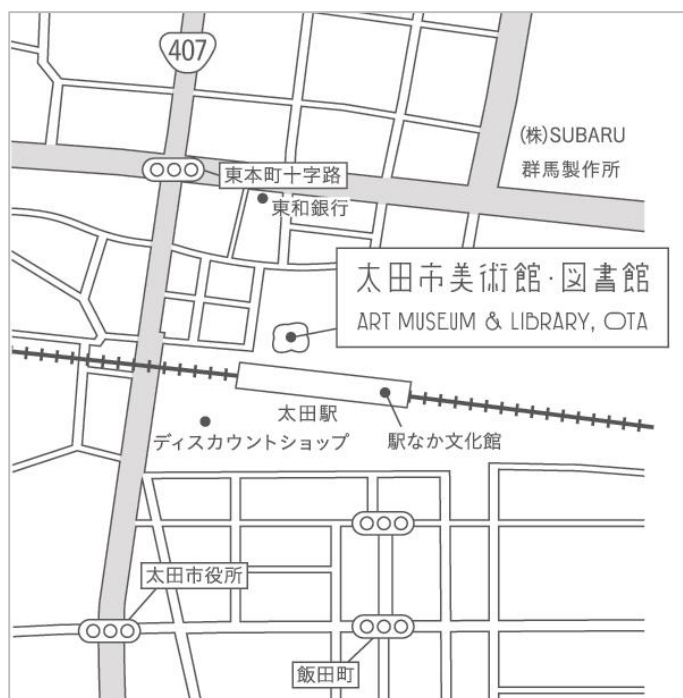 407
(株)SUBARU
群馬製作所
東本町十字路
東和銀行
太田市美術館·図書館
ART MUSEUM & LIBRARY, OTA
太田駅
ディスカウントショップ
駅なか文化館
太田市役所
飯田町